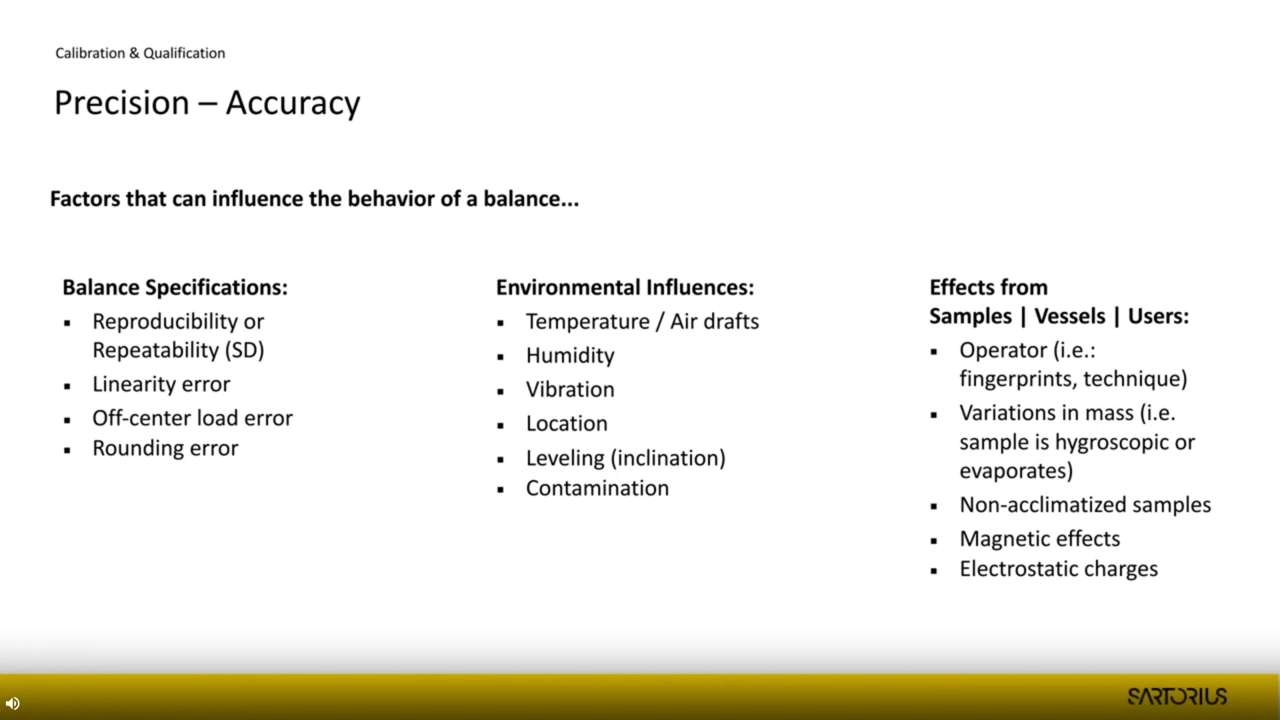 Calibration & Qualification
Precision – Accuracy
Factors that can influence the behavior of a balance...
Balance Specifications:
▪ Reproducibility or
Repeatability (SD)
▪ Linearity error
▪ Off-center load error
▪ Rounding error
Environmental Influences:
▪ Temperature / Air drafts
▪ Humidity
▪ Vibration
▪ Location
▪ Leveling (inclination)
▪ Contamination
Effects from
Samples | Vessels | Users:
▪ Operator (i.e.:
fingerprints, technique)
▪ Variations in mass (i.e.
sample is hygroscopic or
evaporates)
▪ Non-acclimatized samples
▪ Magnetic effects
▪ Electrostatic charges
SARTORIUS